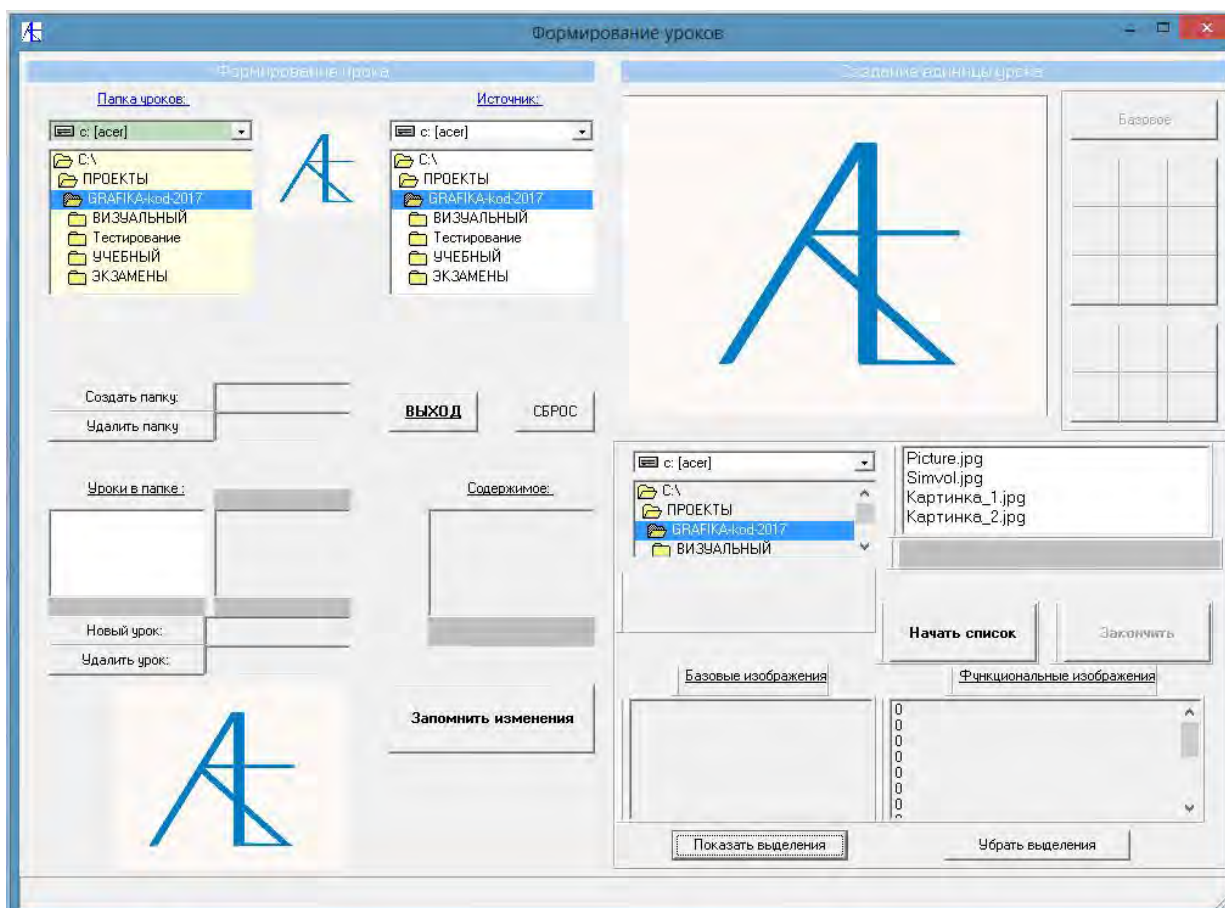 Формирование уроков
Формирование урока
Папка уроков:
Источник:
c: [acer]
C:\
ПРОЕКТЫ
GRAFIKA-kod-2017
ВИЗУАЛЬНЫЙ
Тестирование
УЧЕБНЫЙ
ЭКЗАМЕНЫ
c: [acer]
C:\
ПРОЕКТЫ
GRAFIKA-kod-2017
ВИЗУАЛЬНЫЙ
Тестирование
УЧЕБНЫЙ
ЭКЗАМЕНЫ
Создать папку:
Удалить папку
ВЫХОД
СБРОС
Уроки в папке :
Содержимое:
Новый урок:
Удалить урок:
Запомнить изменения
Создание единицы урока
Базовое
c: [acer]
C:\
ПРОЕКТЫ
GRAFIKA-kod-2017
ВИЗУАЛЬНЫЙ
Picture.jpg
Simvol.jpg
Картинка_1.jpg
Картинка_2.jpg
Начать список
Закончить
Базовые изображения
Функциональные изображения
0
0
0
0
0
0
0
Показать выделения
Убрать выделения